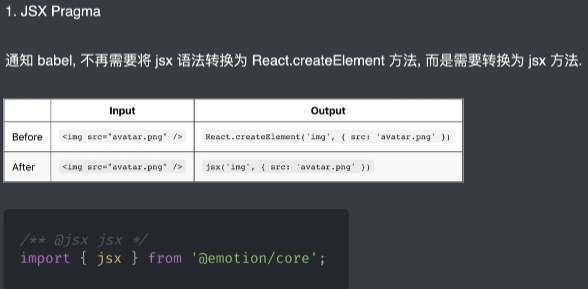 1. JSX Pragma
通知 babel, 不再需要将 jsx 语法转换为 React.createElement 方法, 而是需要转换为 jsx 方法.
Input Output
Before <img src="avatar.png" /> React.createElement('img', { src: 'avatar.png' })
After <img src="avatar.png" /> jsx('img', { src: 'avatar.png' })
/** @jsx jsx */
import { jsx } from '@emotion/core';